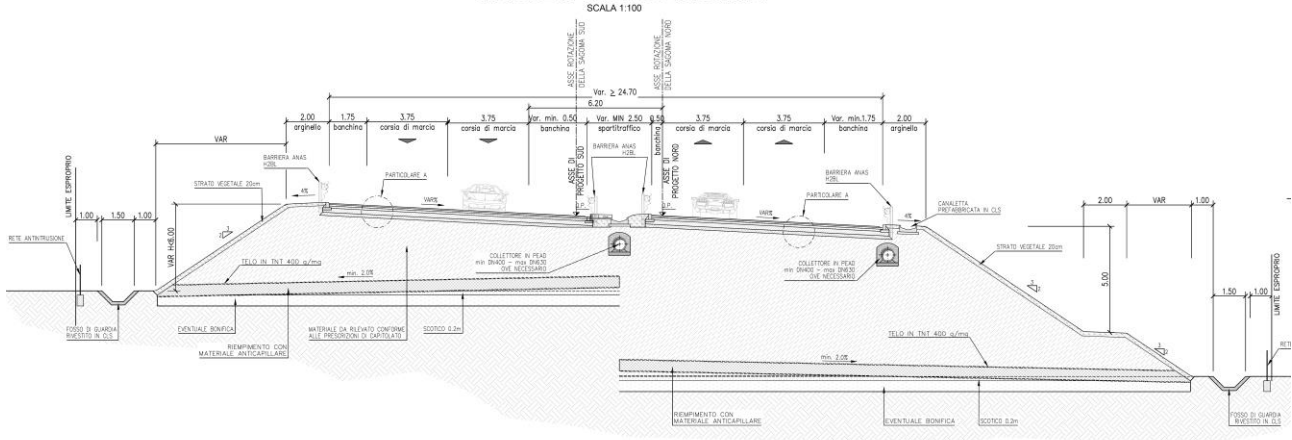 SCALA 1:100
ASSE ROTAZIONE
DELLA SAGOMA SUD
ASSE ROTAZIONE
DELLA SAGOMA NORD
Var. ≥ 24.70
6.20
2.00
arginello
1.75
banchina
3.75
corsia di marcia
3.75
corsia di marcia
Var. min. 0.50
banchina
Var. MIN 2.50
spartitraffico
0.50
banchina
3.75
corsia di marcia
3.75
corsia di marcia
Var. min.1.75
banchina
2.00
arginello
VAR
BARRIERA ANAS
H2BL
BARRIERA ANAS
H2BL
BARRIERA ANAS
H2BL
ASSE DI
PROGETTO SUD
ASSE DI
PROGETTO NORD
STRATO VEGETALE 20cm
PARTICOLARE A
PARTICOLARE A
4%
VAR%
P.P.
P.P.
VAR%
4%
CANALETTA
PREFABBRICATA IN CLS
LIMITE ESPROPRIO
1.00
1.50
1.00
2.00
VAR
1.00
RETE ANTINTRUSIONE
VAR H<5.00
3
2
COLLETTORE IN PEAD
min DN400 - max DN630
OVE NECESSARIO
COLLETTORE IN PEAD
min DN400 - max DN630
OVE NECESSARIO
STRATO VEGETALE 20cm
TELO IN TNT 400 g/mq
min. 2.0%
3
2
5.00
1.50
1.00
LIMITE ESPROPRIO
FOSSO DI GUARDIA
RIVESTITO IN CLS
EVENTUALE BONIFICA
MATERIALE DA RILEVATO CONFORME
ALLE PRESCRIZIONI DI CAPITOLATO
SCOTICO 0.2m
RIEMPIMENTO CON
MATERIALE ANTICAPILLARE
TELO IN TNT 400 g/mq
3
2
RETE
min. 2.0%
RIEMPIMENTO CON
MATERIALE ANTICAPILLARE
EVENTUALE BONIFICA
SCOTICO 0.2m
FOSSO DI GUARDIA
RIVESTITO IN CLS